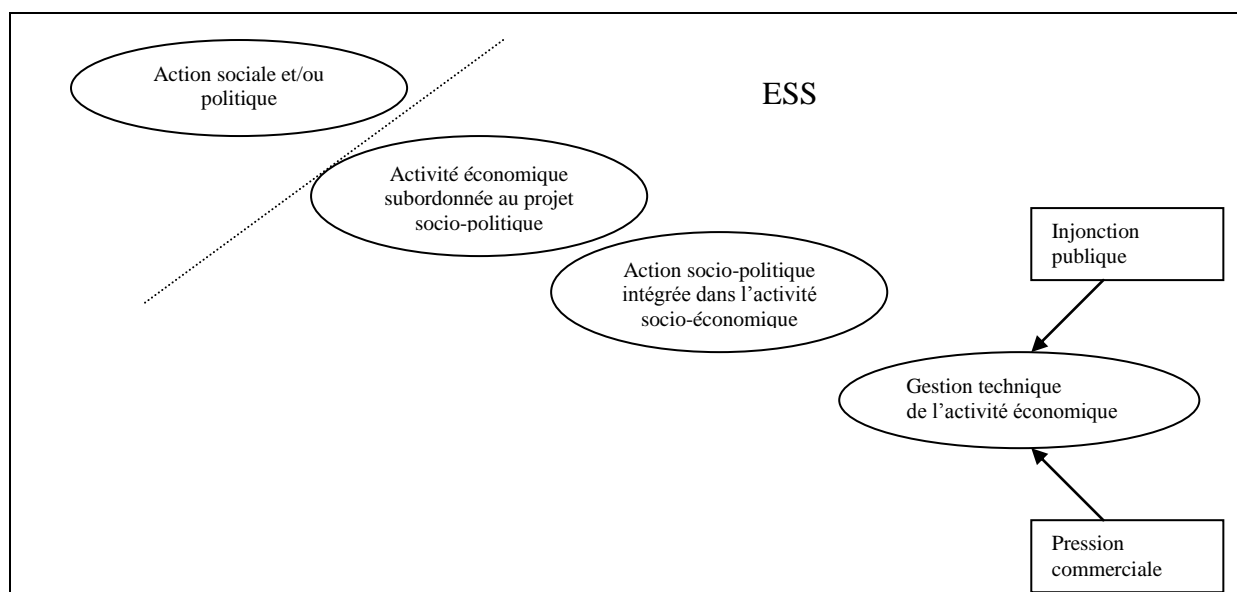 Action sociale et/ou
politique
ESS
Activité économique
subordonnée au projet
socio-politique
Injonction
publique
Action socio-politique
intégrée dans l'activité
socio-économique
Gestion technique
de l'activité économique
Pression
commerciale